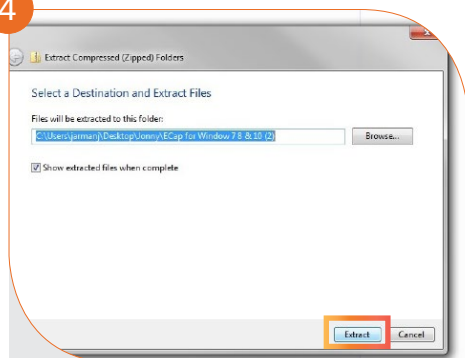 4
Extract Compressed (Zipped) Folders
Select a Destination and Extract Files
Files will be extracted to this folder:
C:\Users\jarmanj\Desktop\Jonny\ECap for Window 7 8 & 10 (2) Browse...
Show extracted files when complete
Extract Cancel